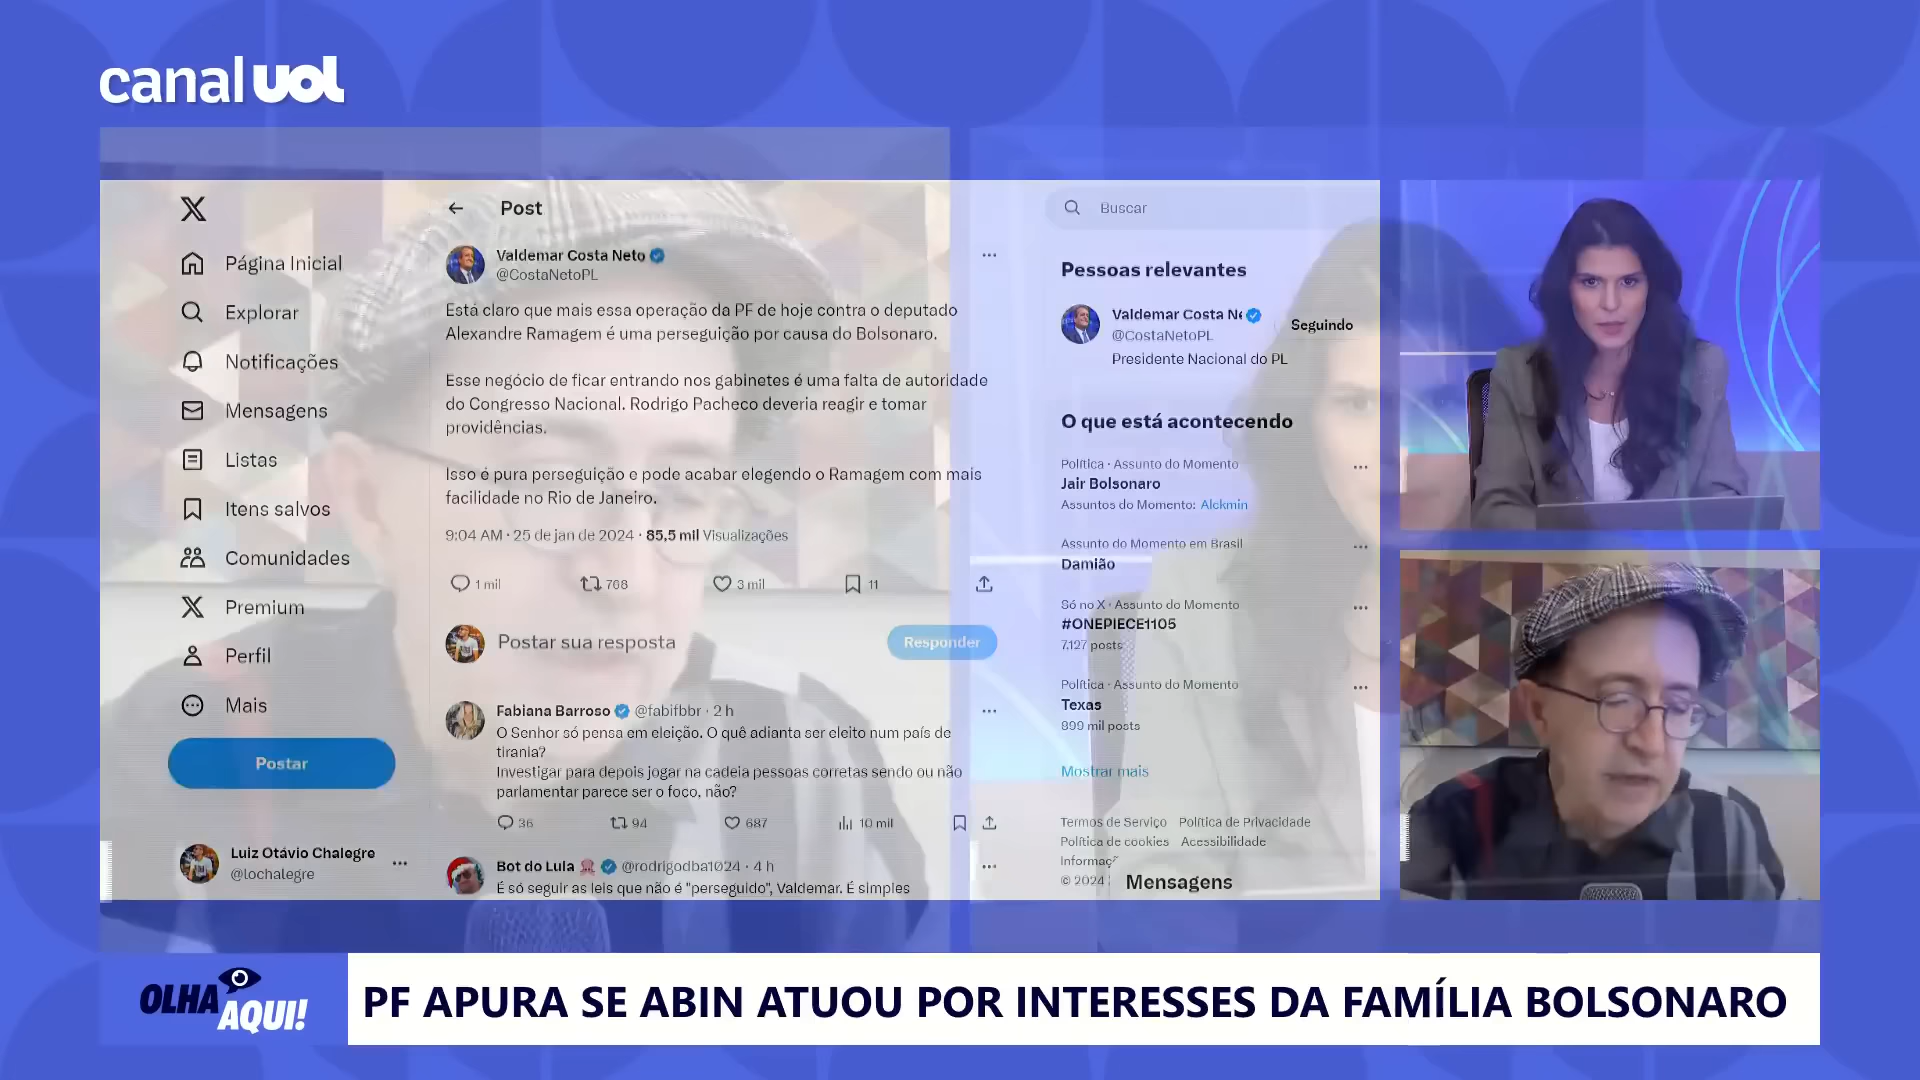 canal uol
Página Inicial
Explorar
Notificações
Mensagens
Listas
Itens salvos
Comunidades
Premium
Perfil
Mais
Postar
Luiz Otávio Chalegre
@lochalegre
Post
Valdemar Costa Neto
@CostaNetoPL
Está claro que mais essa operação da PF de hoje contra o deputado
Alexandre Ramagem é uma perseguição por causa do Bolsonaro.
Esse negócio de ficar entrando nos gabinetes é uma falta de autoridade
do Congresso Nacional. Rodrigo Pacheco deveria reagir e tomar
providências.
Isso é pura perseguição e pode acabar elegendo o Ramagem com mais
facilidade no Rio de Janeiro.
9:04 AM · 25 de jan de 2024 · 85,5 mil Visualizações
1 mil 768 3 mil 11
Postar sua resposta
Responder
Fabiana Barroso @fabifbbr · 2 h
O Senhor só pensa em eleição. O quê adianta ser eleito num país de
tirania?
Investigar para depois jogar na cadeia pessoas corretas sendo ou não
parlamentar parece ser o foco, não?
36 94 687 10 mil
Bot do Lula @rodrigodba1024 · 4 h
É só seguir as leis que não é "perseguido", Valdemar. É simples
Buscar
Pessoas relevantes
Valdemar Costa Ne
@CostaNetoPL
Seguindo
Presidente Nacional do PL
O que está acontecendo
Política · Assunto do Momento
Jair Bolsonaro
Assuntos do Momento: Alckmin
Assunto do Momento em Brasil
Damião
Só no X · Assunto do Momento
#ONEPIECE1105
7.127 posts
Política · Assunto do Momento
Texas
899 mil posts
Mostrar mais
Termos de Serviço Política de Privacidade
Política de cookies Acessibilidade
Informaç
© 2024
Mensagens
OLHA
AQUI!
PF APURA SE ABIN ATUOU POR INTERESSES DA FAMÍLIA BOLSONARO